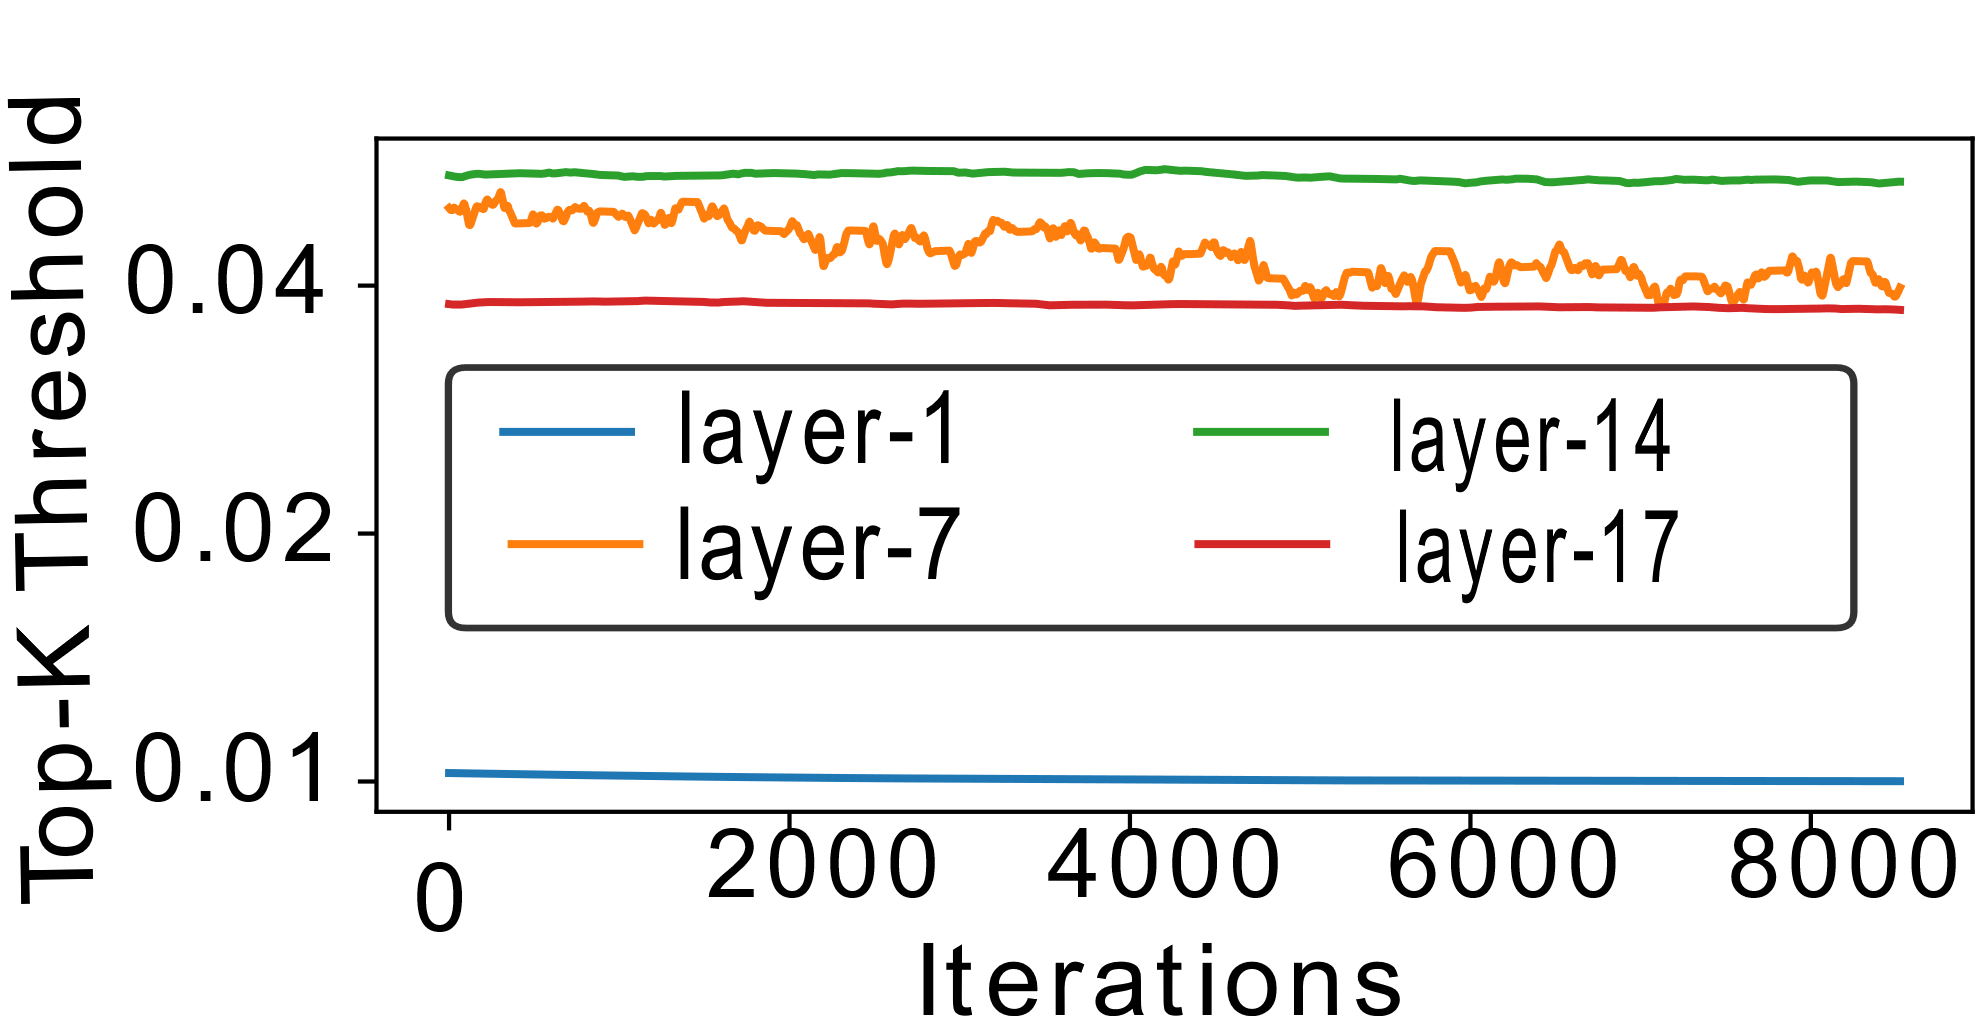 Top-K Threshold
0.04
0.02
0.01
layer-1
layer-7
layer-14
layer-17
0
2000
4000
6000
8000
Iterations